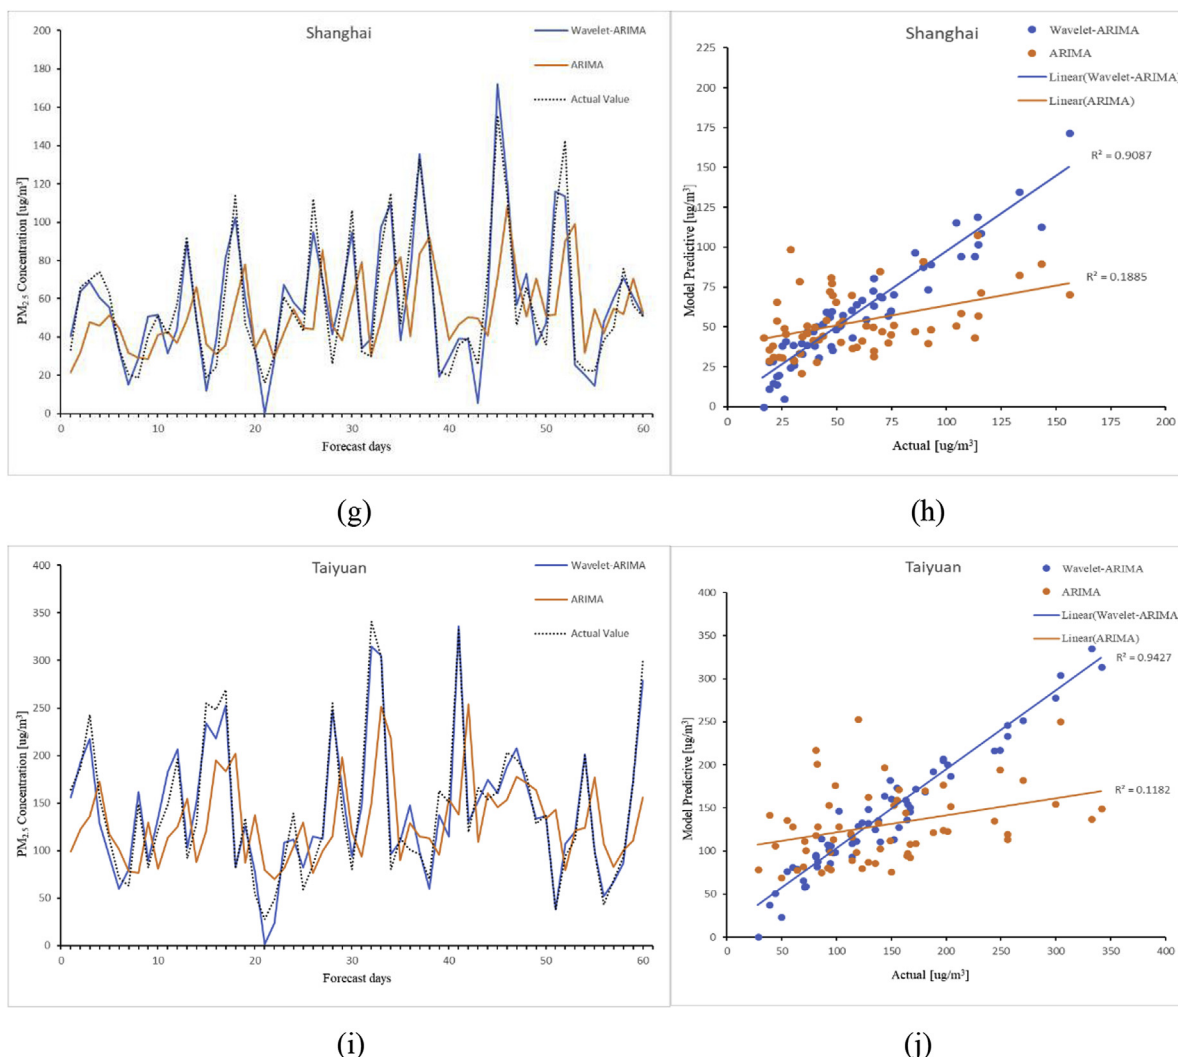 Shanghai
Wavelet-ARIMA
ARIMA
Actual Value
200
180
160
140
120
100
80
60
40
20
0
PM2.5 Concentration [ug/m³]
0 10 20 30 40 50 60
Forecast days
(g)
Shanghai
Wavelet-ARIMA
ARIMA
Linear(Wavelet-ARIMA)
Linear(ARIMA)
R² = 0.9087
R² = 0.1885
225
200
175
150
125
100
75
50
25
0
Model Predictive [ug/m³]
0 25 50 75 100 125 150 175 200
Actual [ug/m³]
(h)
Taiyuan
Wavelet-ARIMA
ARIMA
Actual Value
400
350
300
250
200
150
100
50
0
PM2.5 Concentration [ug/m³]
0 10 20 30 40 50 60
Forecast days
(i)
Taiyuan
Wavelet-ARIMA
ARIMA
Linear(Wavelet-ARIMA
Linear(ARIMA)
R² = 0.9427
R² = 0.1182
400
350
300
250
200
150
100
50
0
Model Predictive [ug/m³]
0 50 100 150 200 250 300 350 400
Actual [ug/m³]
(j)